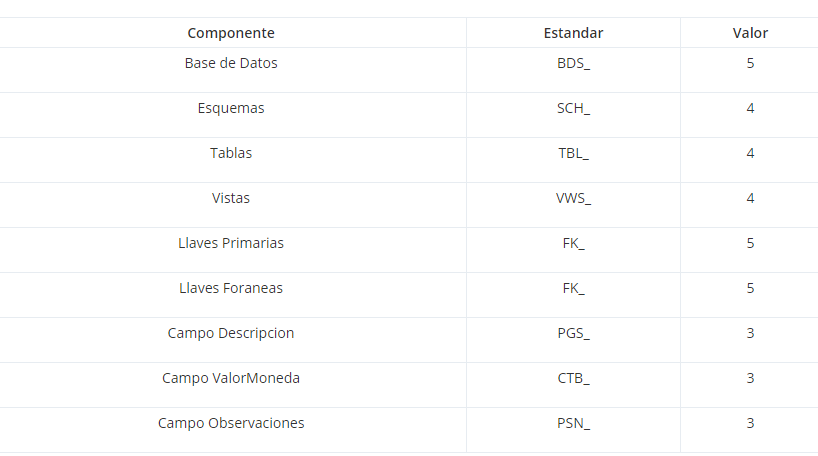 Componente Estandar Valor
Base de Datos BDS_ 5
Esquemas SCH_ 4
Tablas TBL_ 4
Vistas VWS_ 4
Llaves Primarias FK_ 5
Llaves Foraneas FK_ 5
Campo Descripcion PGS_ 3
Campo ValorMoneda CTB_ 3
Campo Observaciones PSN_ 3